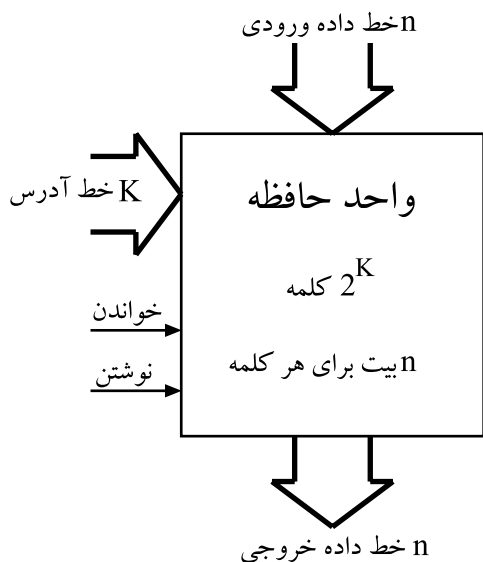 n خط داده ورودی
واحد حافظه
K خط آدرس
2^K کلمه
خواندن
n بیت برای هر کلمه
نوشتن
n خط داده خروجی